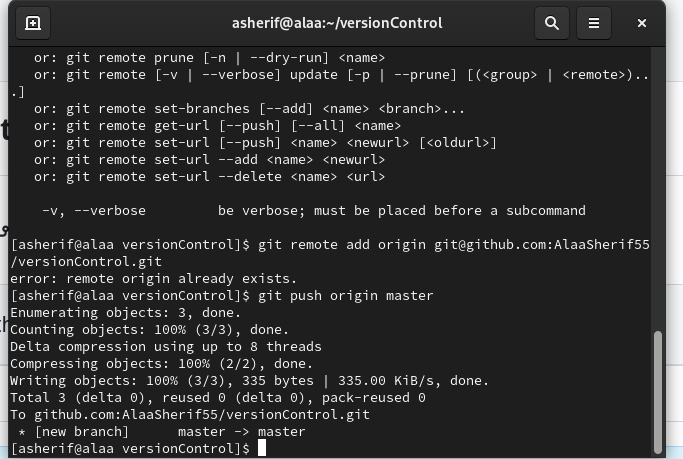 asherif@alaa:~/versionControl
or: git remote prune [-n | --dry-run] <name>
or: git remote [-v | --verbose] update [-p | --prune] [(<group> | <remote>)..
.]
or: git remote set-branches [--add] <name> <branch>...
or: git remote get-url [--push] [--all] <name>
or: git remote set-url [--push] <name> <newurl> [<oldurl>]
or: git remote set-url --add <name> <newurl>
or: git remote set-url --delete <name> <url>
-v, --verbose         be verbose; must be placed before a subcommand
[asherif@alaa versionControl]$ git remote add origin git@github.com:AlaaSherif55
/versionControl.git
error: remote origin already exists.
[asherif@alaa versionControl]$ git push origin master
Enumerating objects: 3, done.
Counting objects: 100% (3/3), done.
Delta compression using up to 8 threads
Compressing objects: 100% (2/2), done.
Writing objects: 100% (3/3), 335 bytes | 335.00 KiB/s, done.
Total 3 (delta 0), reused 0 (delta 0), pack-reused 0
To github.com:AlaaSherif55/versionControl.git
* [new branch]      master -> master
[asherif@alaa versionControl]$